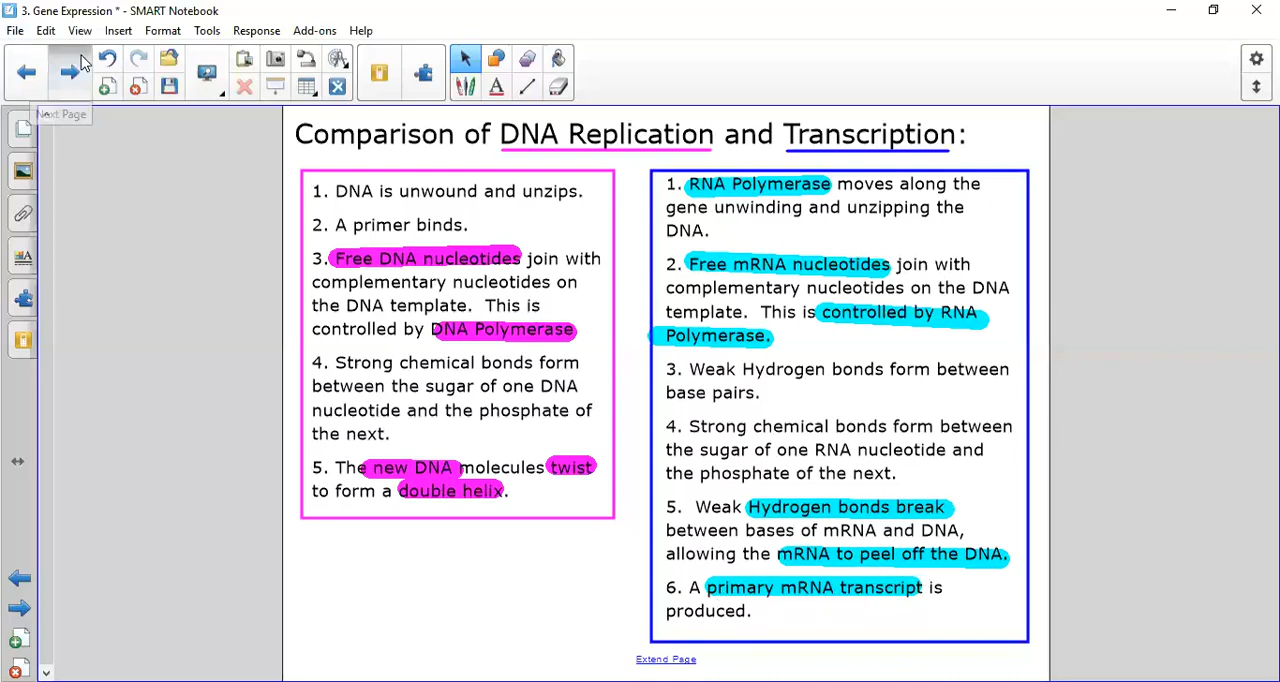 3. Gene Expression * - SMART Notebook
File Edit View Insert Format Tools Response Add-ons Help
Next Page
Comparison of DNA Replication and Transcription:
1. DNA is unwound and unzips.
2. A primer binds.
3. Free DNA nucleotides join with
complementary nucleotides on
the DNA template. This is
controlled by DNA Polymerase
4. Strong chemical bonds form
between the sugar of one DNA
nucleotide and the phosphate of
the next.
5. The new DNA molecules twist
to form a double helix.
1. RNA Polymerase moves along the
gene unwinding and unzipping the
DNA.
2. Free mRNA nucleotides join with
complementary nucleotides on the DNA
template. This is controlled by RNA
Polymerase.
3. Weak Hydrogen bonds form between
base pairs.
4. Strong chemical bonds form between
the sugar of one RNA nucleotide and
the phosphate of the next.
5. Weak Hydrogen bonds break
between bases of mRNA and DNA,
allowing the mRNA to peel off the DNA.
6. A primary mRNA transcript is
produced.
Extend Page